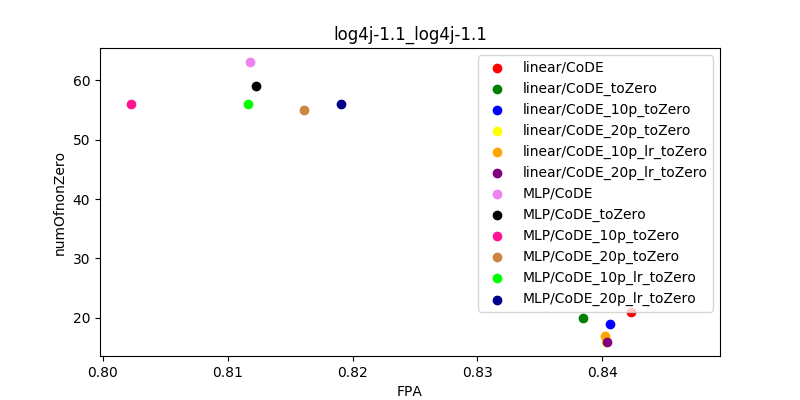 log4j-1.1_log4j-1.1
numOfnonZero
60
50
40
30
20
linear/CoDE
linear/CoDE_toZero
linear/CoDE_10p_toZero
linear/CoDE_20p_toZero
linear/CoDE_10p_lr_toZero
linear/CoDE_20p_lr_toZero
MLP/CoDE
MLP/CoDE_toZero
MLP/CoDE_10p_toZero
MLP/CoDE_20p_toZero
MLP/CoDE_10p_lr_toZero
MLP/CoDE_20p_lr_toZero
0.80 0.81 0.82 0.83 0.84
FPA